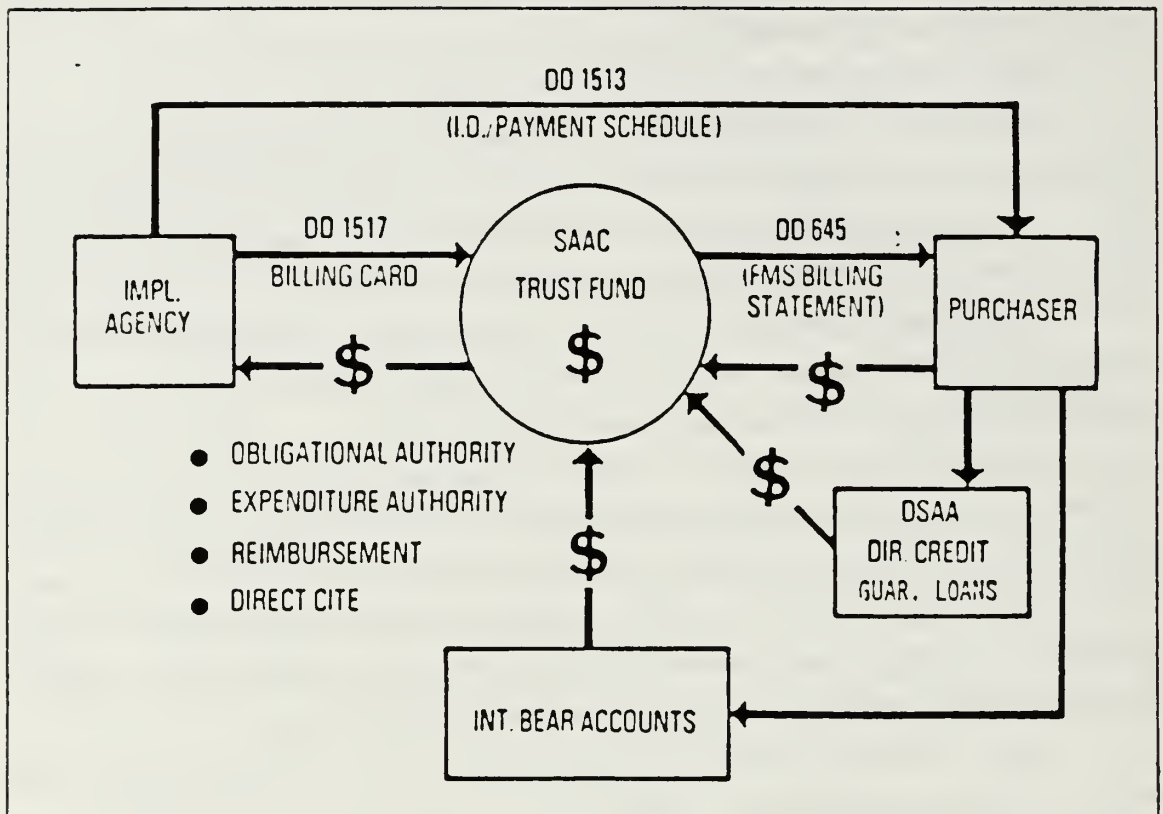 DD 1513
(I.D./PAYMENT SCHEDULE)
DD 1517
BILLING CARD
IMPL.
AGENCY
SAAC
TRUST FUND
$
DD 645
(FMS BILLING
STATEMENT)
PURCHASER
$
$
● OBLIGATIONAL AUTHORITY
● EXPENDITURE AUTHORITY
● REIMBURSEMENT
● DIRECT CITE
$
$
DSAA
DIR. CREDIT
GUAR. LOANS
INT. BEAR ACCOUNTS